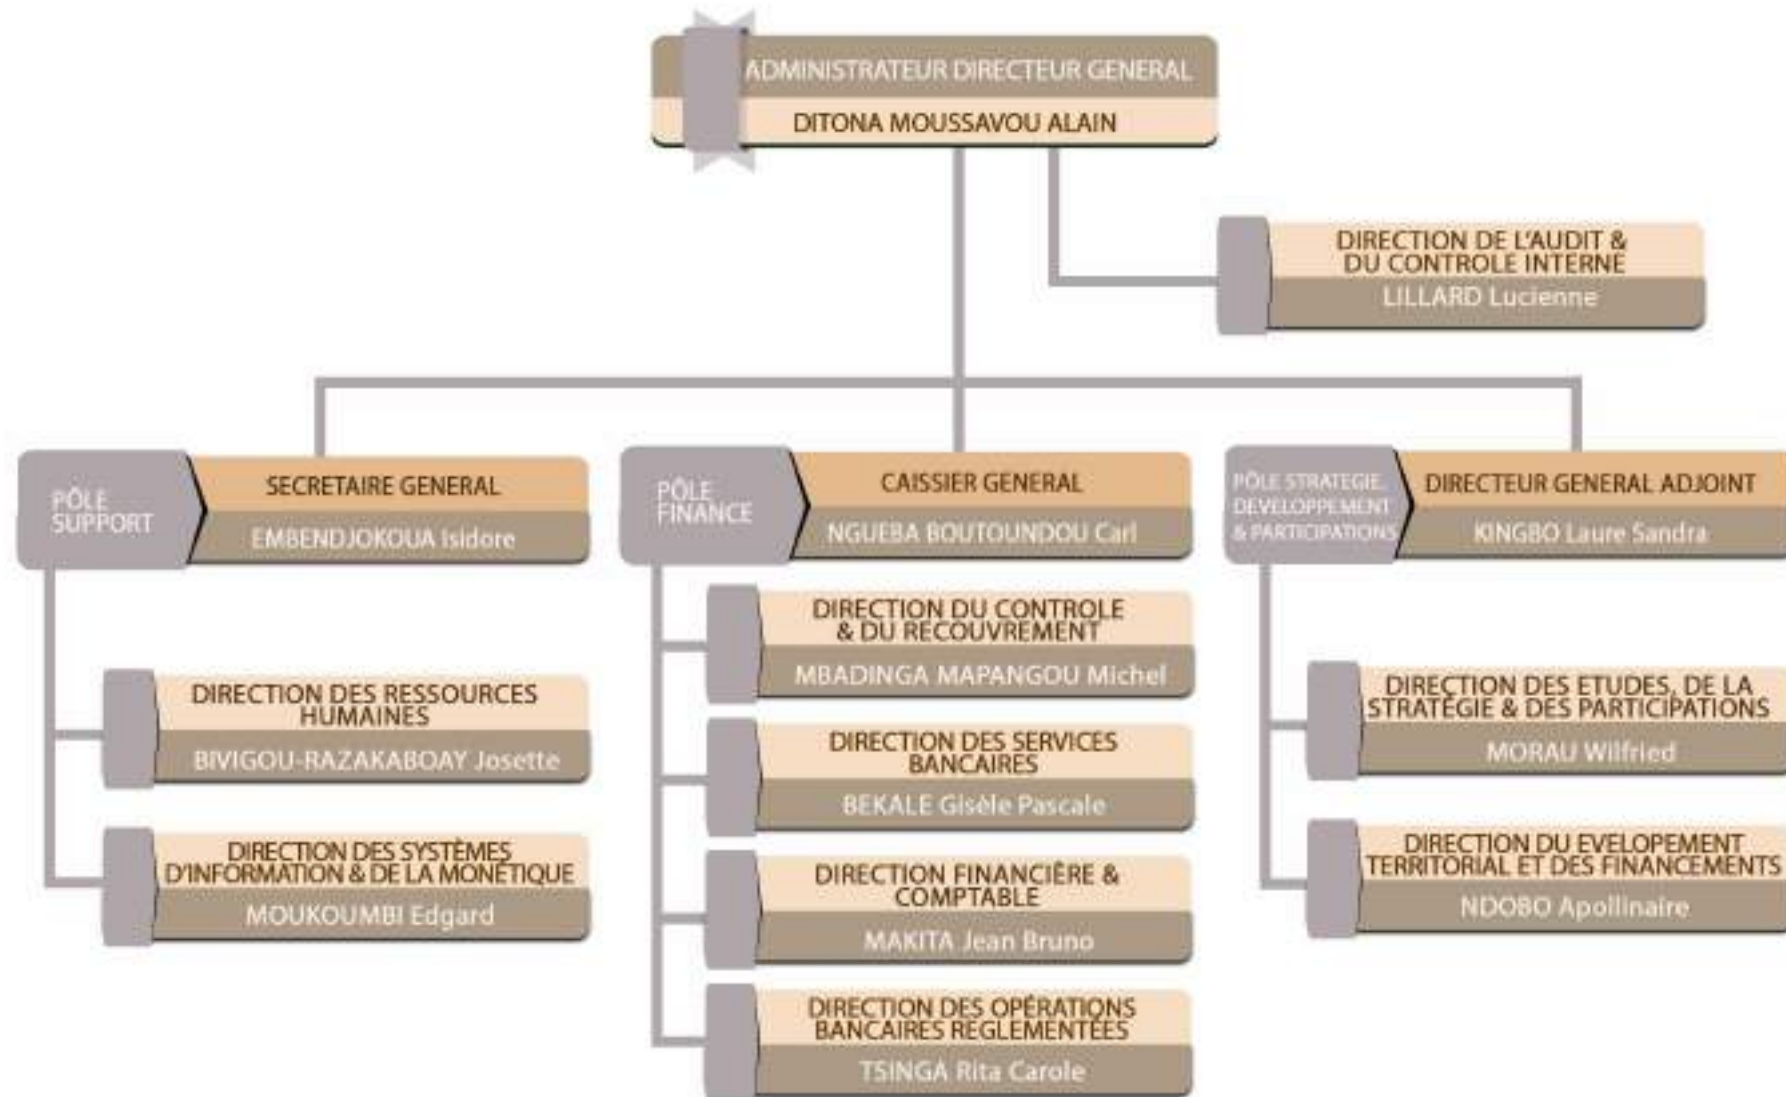 ADMINISTRATEUR DIRECTEUR GENERAL
DITONA MOUSSAVOU ALAIN
DIRECTION DE L'AUDIT &
DU CONTROLE INTERNE
LILLARD Lucienne
PÔLE
SUPPORT
SECRETAIRE GENERAL
EMBENDJOKOUA Isidore
DIRECTION DES RESSOURCES
HUMAINES
BIVIGOU-RAZAKABOAY Josette
DIRECTION DES SYSTÈMES
D'INFORMATION & DE LA MONÉTIQUE
MOUKOUMBI Edgard
PÔLE
FINANCE
CAISSIER GENERAL
NGUEBA BOUTOUNDOU Carl
DIRECTION DU CONTROLE
& DU RECOUVREMENT
MBADINGA MAPANGOU Michel
DIRECTION DES SERVICES
BANCAIRES
BEKALE Gisèle Pascale
DIRECTION FINANCIÈRE &
COMPTABLE
MAKITA Jean Bruno
DIRECTION DES OPÉRATIONS
BANCAIRES RÉGLEMENTÉES
TSINGA Rita Carole
PÔLE STRATEGIE,
DEVELOPPEMENT
& PARTICIPATIONS
DIRECTEUR GENERAL ADJOINT
KINGBO Laure Sandra
DIRECTION DES ETUDES, DE LA
STRATÉGIE & DES PARTICIPATIONS
MORAU Wilfried
DIRECTION DU EVELOPEMENT
TERRITORIAL ET DES FINANCEMENTS
NDOBO Apollinaire